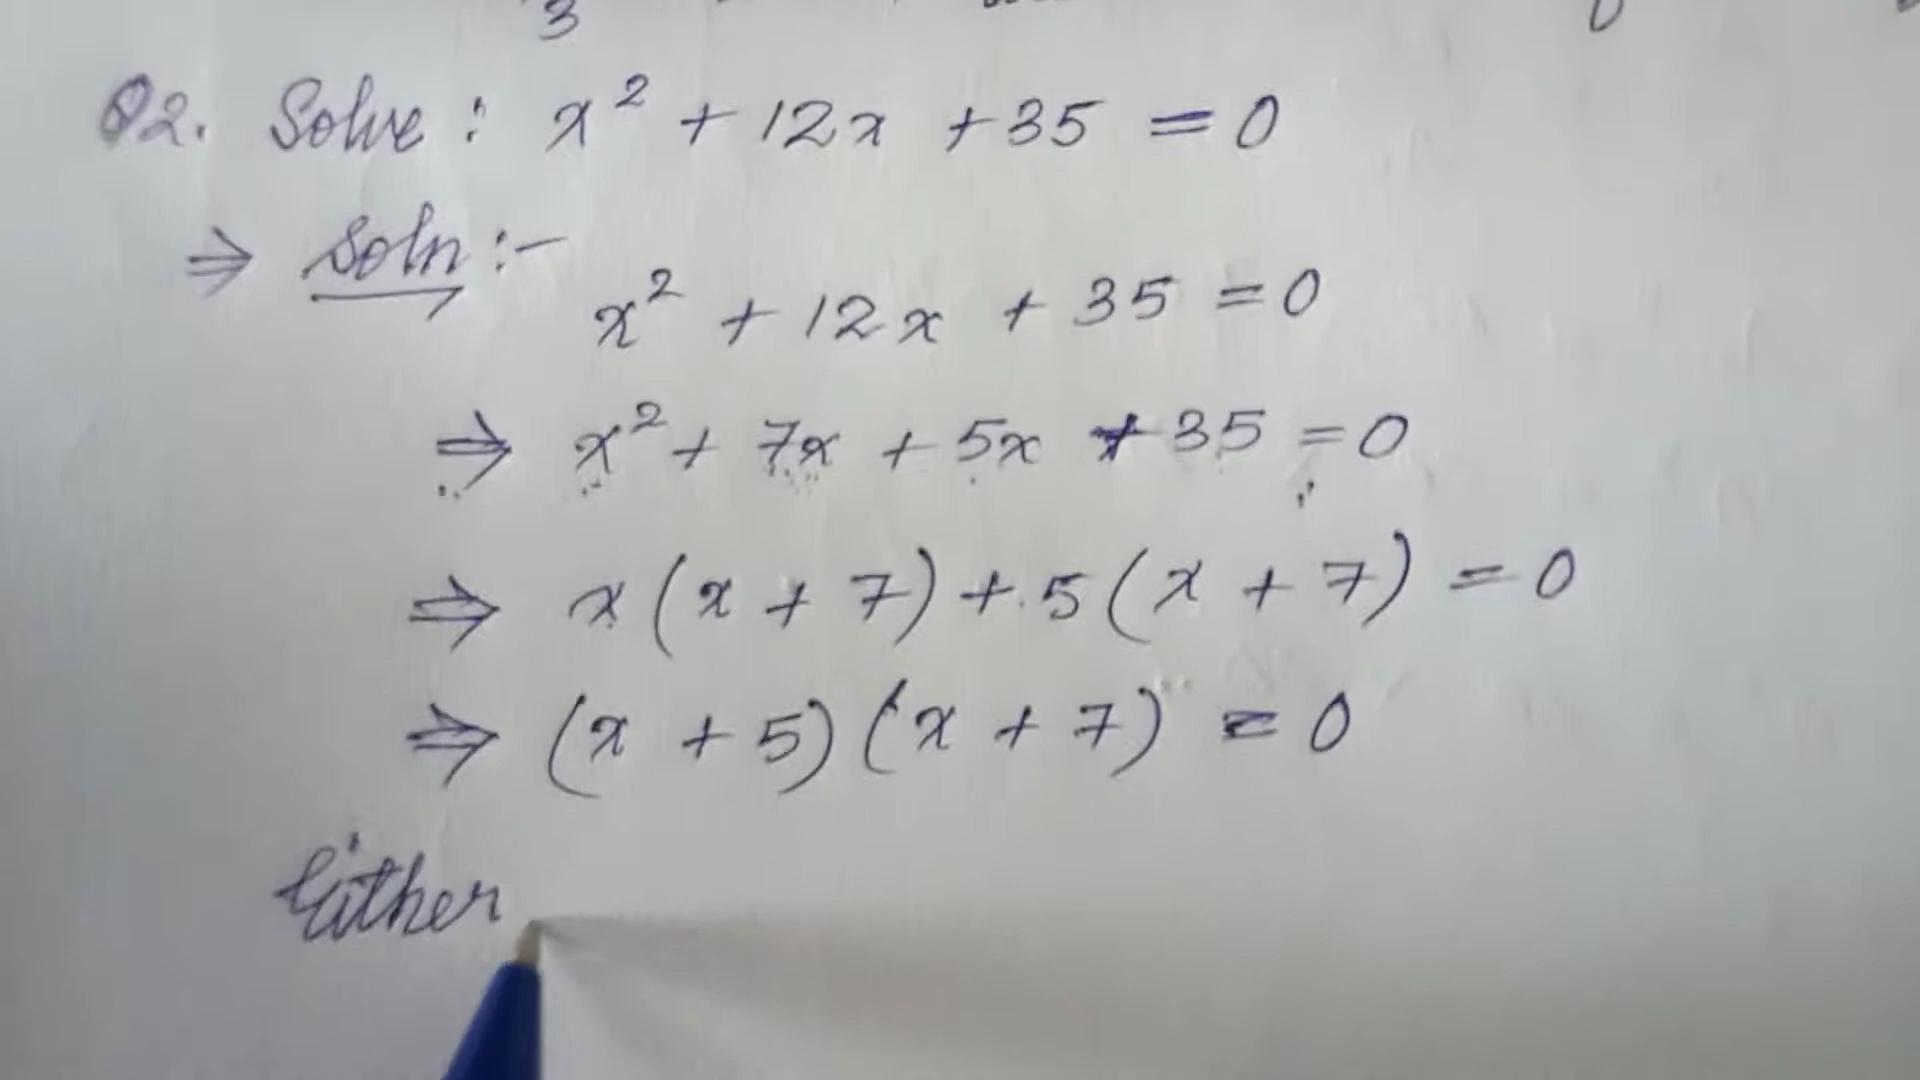 3
Q2. Solve : x² + 12x + 35 = 0
⇒ Soln :-
x² + 12x + 35 = 0
⇒ x² + 7x + 5x + 35 = 0
⇒ x(x + 7) + 5(x + 7) = 0
⇒ (x + 5)(x + 7) = 0
Either